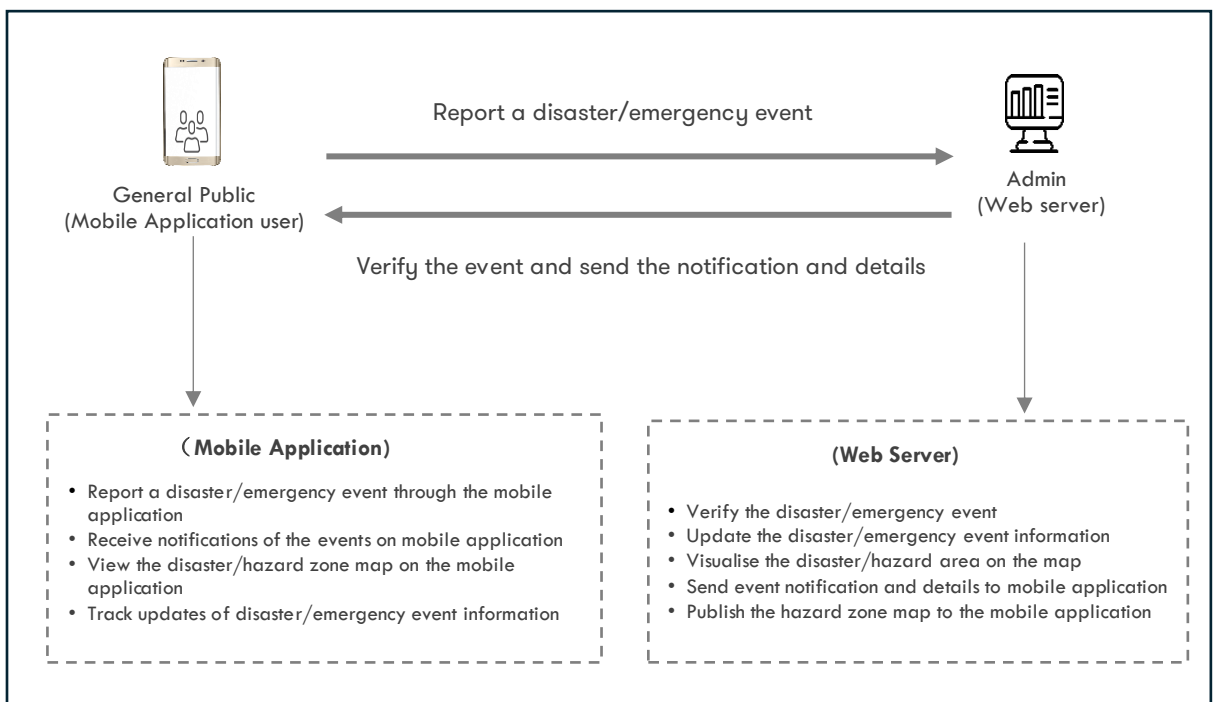 Report a disaster/emergency event
General Public
(Mobile Application user)
Admin
(Web server)
Verify the event and send the notification and details
（Mobile Application)
• Report a disaster/emergency event through the mobile
application
• Receive notifications of the events on mobile application
• View the disaster/hazard zone map on the mobile
application
• Track updates of disaster/emergency event information
(Web Server)
• Verify the disaster/emergency event
• Update the disaster/emergency event information
• Visualise the disaster/hazard area on the map
• Send event notification and details to mobile application
• Publish the hazard zone map to the mobile application